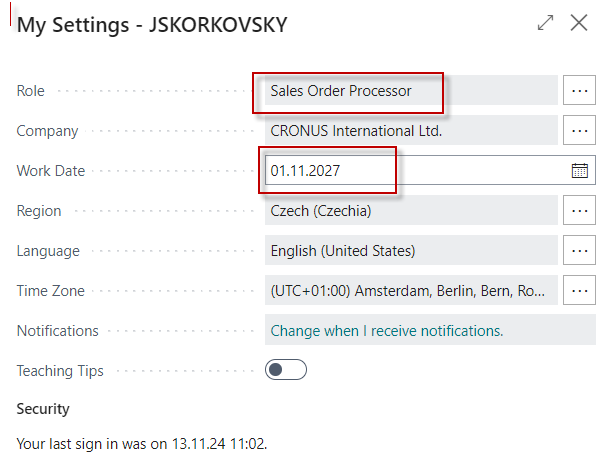 My Settings - JSKORKOVSKY
Role Sales Order Processor
Company CRONUS International Ltd.
Work Date 01.11.2027
Region Czech (Czechia)
Language English (United States)
Time Zone (UTC+01:00) Amsterdam, Berlin, Bern, Ro...
Notifications Change when I receive notifications.
Teaching Tips
Security
Your last sign in was on 13.11.24 11:02.